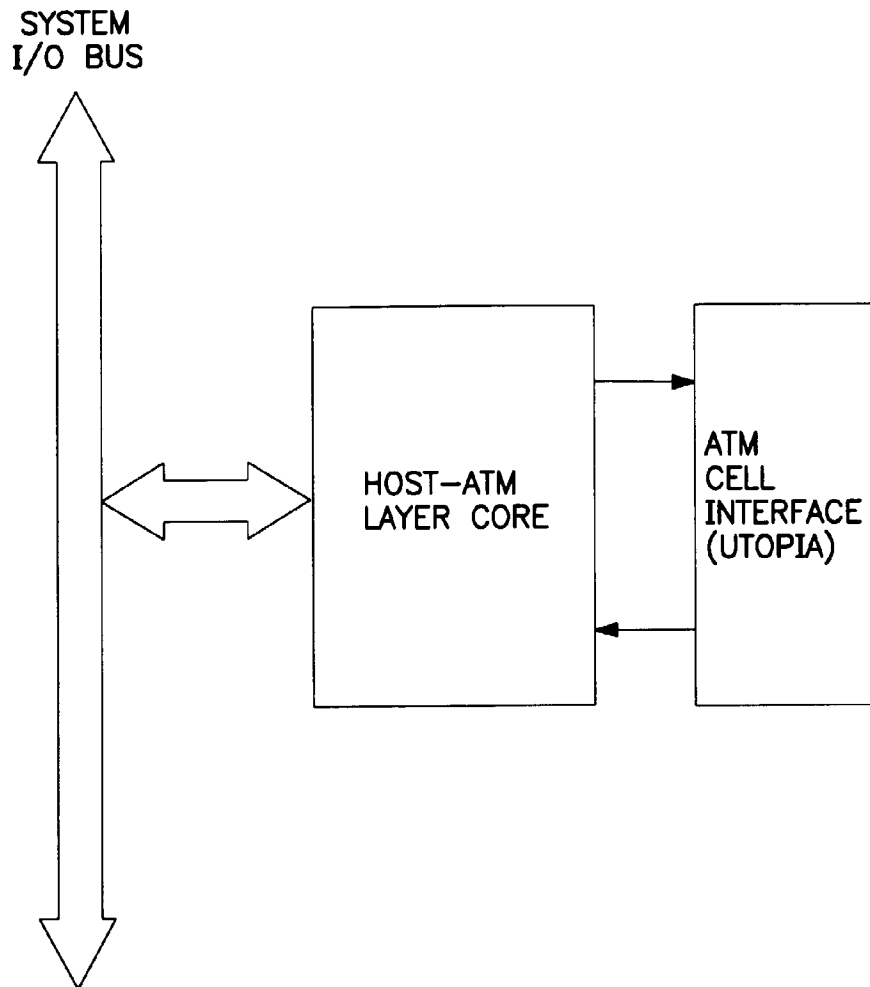 SYSTEM
I/O BUS
HOST-ATM
LAYER CORE
ATM
CELL
INTERFACE
(UTOPIA)